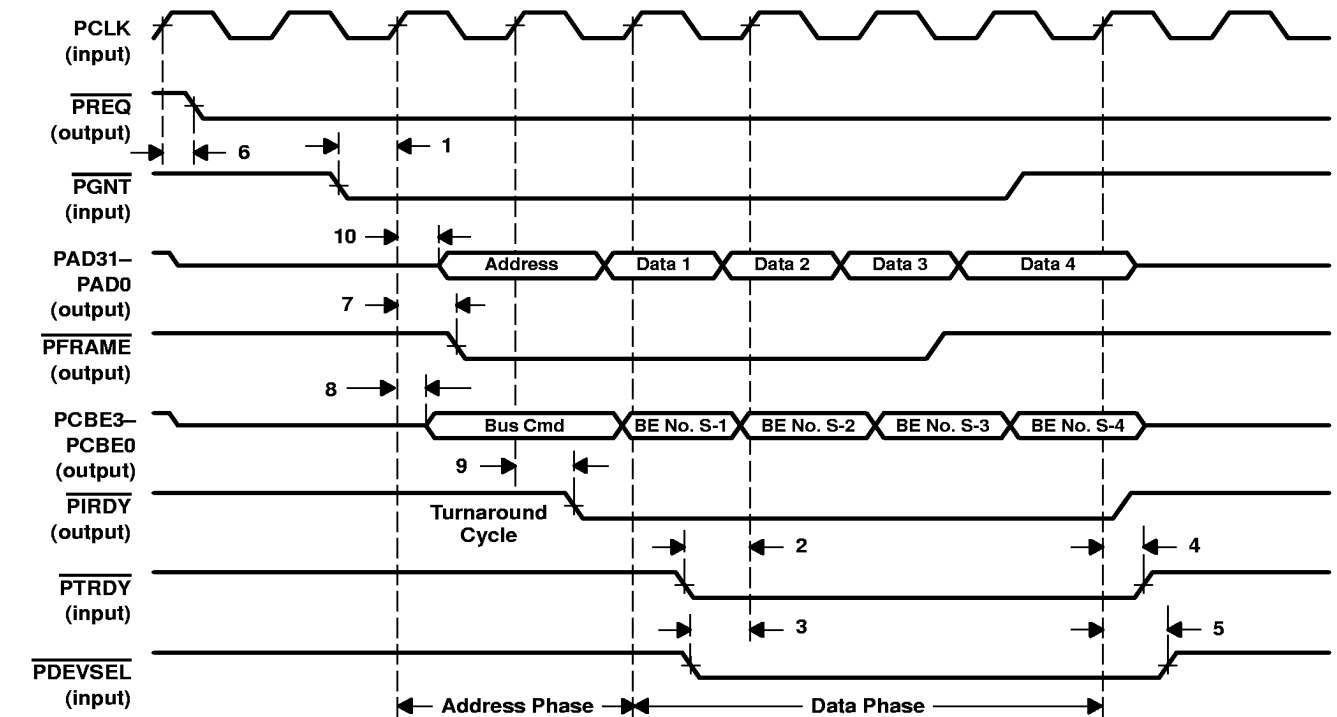 PCLK
(input)
PREQ
(output)
6
1
PGNT
(input)
10
PAD31–
PAD0
(output)
Address
Data 1
Data 2
Data 3
Data 4
7
PFRAME
(output)
8
PCBE3–
PCBE0
(output)
Bus Cmd
BE No. S-1
BE No. S-2
BE No. S-3
BE No. S-4
9
PIRDY
(output)
Turnaround
Cycle
2
4
PTRDY
(input)
3
5
PDEVSEL
(input)
Address Phase
Data Phase